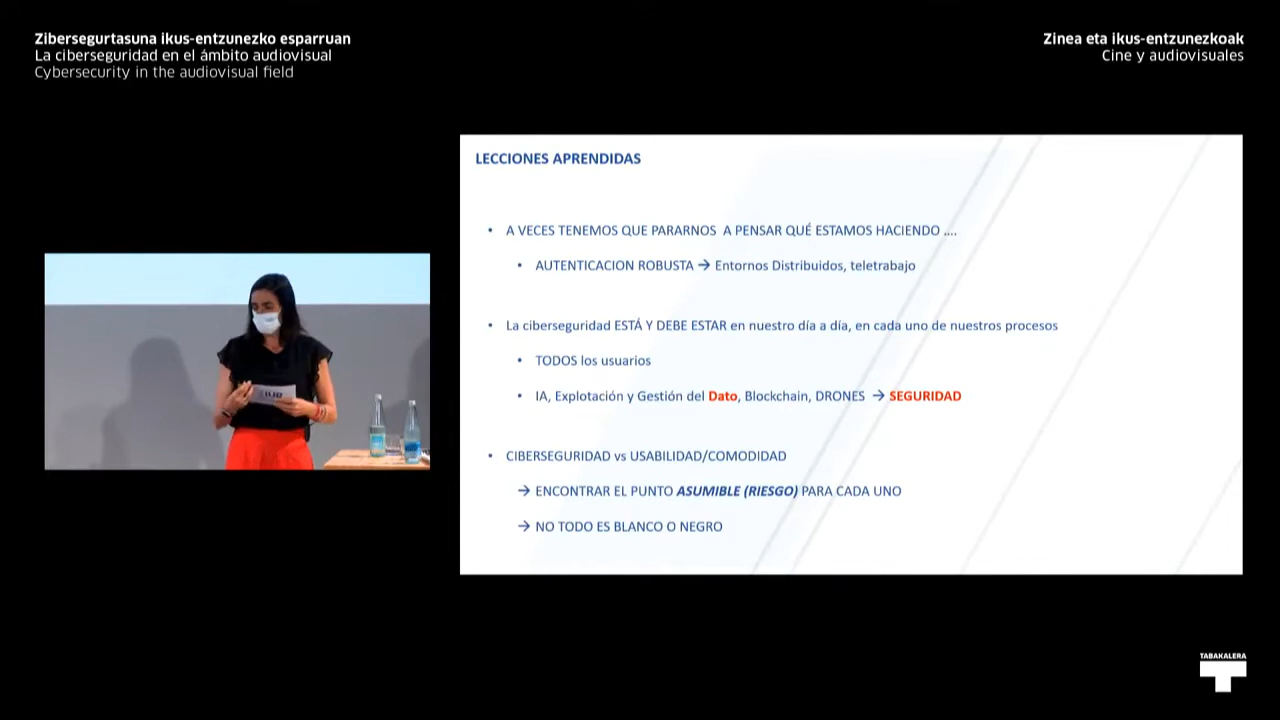 Zibersegurtasuna ikus-entzunezko esparruan
La ciberseguridad en el ámbito audiovisual
Cybersecurity in the audiovisual field
Zinea eta ikus-entzunezkoak
Cine y audiovisuales
LECCIONES APRENDIDAS
• A VECES TENEMOS QUE PARARNOS A PENSAR QUÉ ESTAMOS HACIENDO ....
• AUTENTICACION ROBUSTA → Entornos Distribuidos, teletrabajo
• La ciberseguridad ESTÁ Y DEBE ESTAR en nuestro día a día, en cada uno de nuestros procesos
• TODOS los usuarios
• IA, Explotación y Gestión del Dato, Blockchain, DRONES → SEGURIDAD
• CIBERSEGURIDAD vs USABILIDAD/COMODIDAD
→ ENCONTRAR EL PUNTO ASUMIBLE (RIESGO) PARA CADA UNO
→ NO TODO ES BLANCO O NEGRO
TABAKALERA